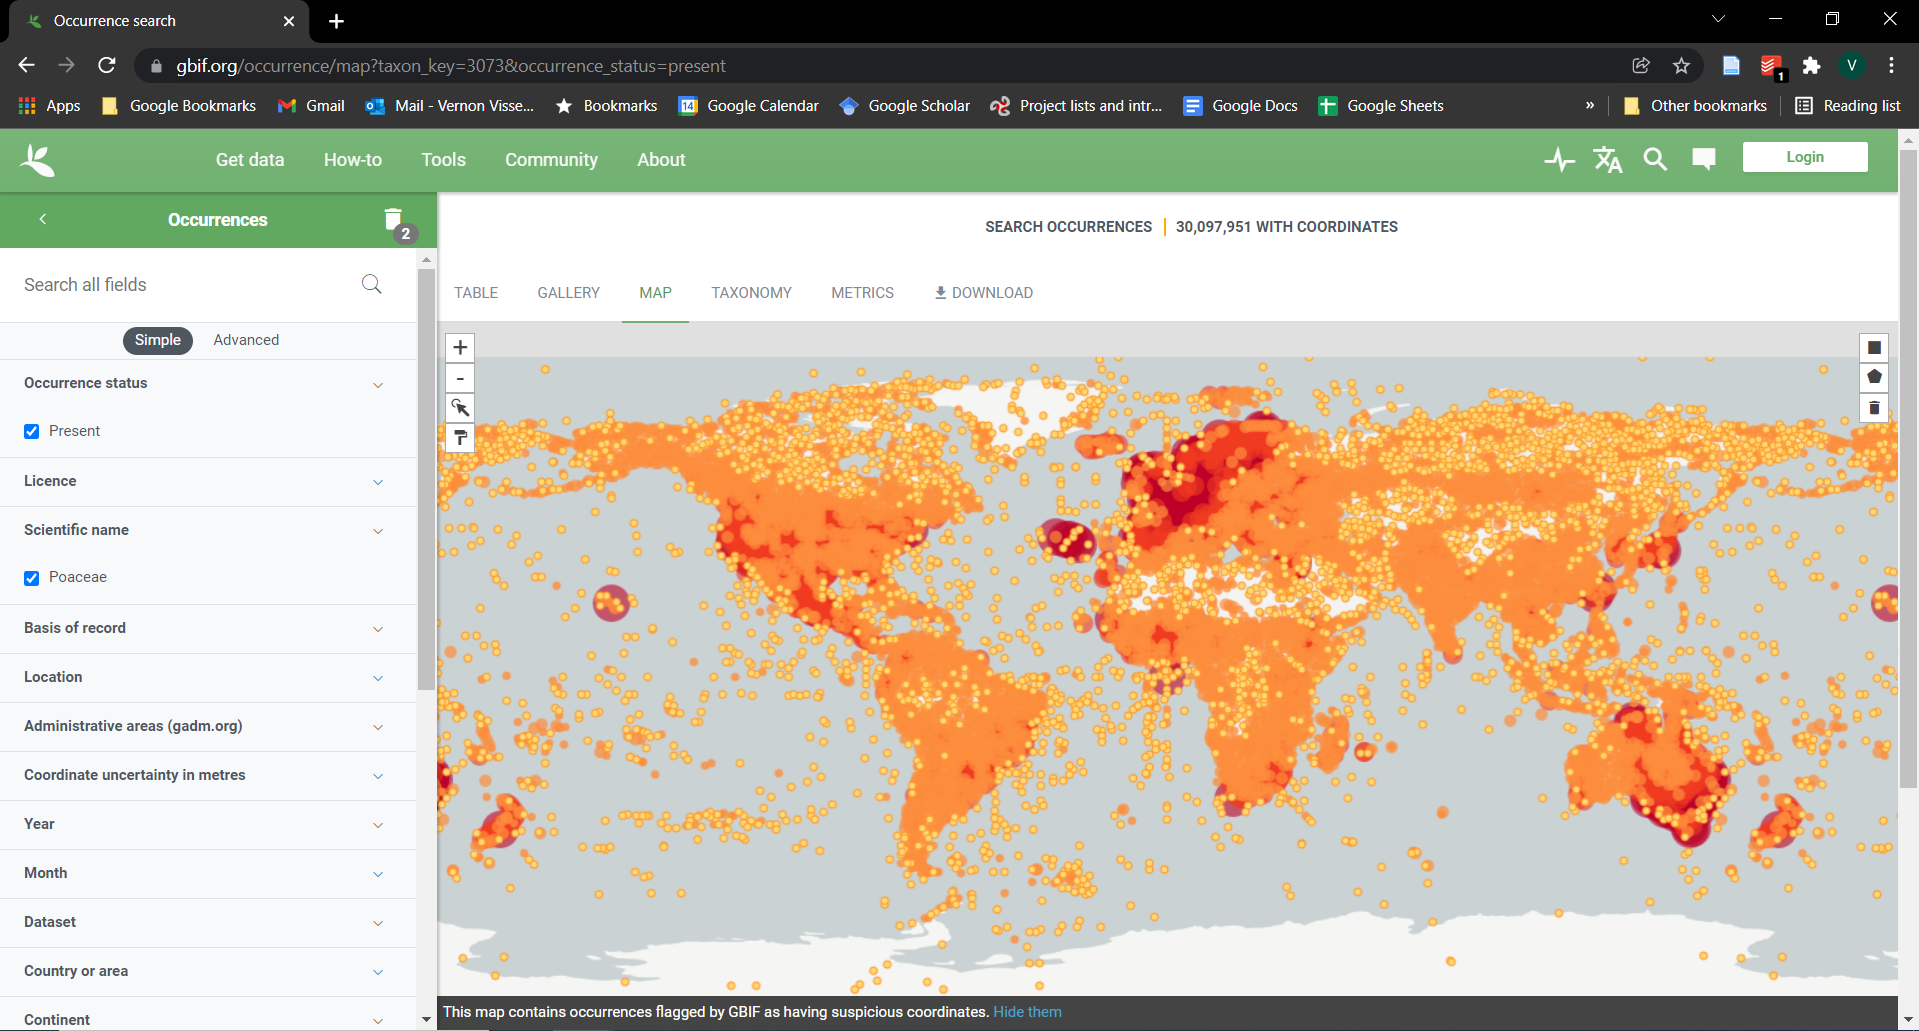 Occurrence search
gbif.org/occurrence/map?taxon_key=3073&occurrence_status=present
1
V
Apps
Google Bookmarks
Gmail
Mail - Vernon Visse...
Bookmarks
14
Google Calendar
Google Scholar
Project lists and intr...
Google Docs
Google Sheets
»
Other bookmarks
Reading list
Get data
How-to
Tools
Community
About
Login
Occurrences
2
SEARCH OCCURRENCES | 30,097,951 WITH COORDINATES
Search all fields
TABLE
GALLERY
MAP
TAXONOMY
METRICS
DOWNLOAD
Simple
Advanced
+
-
Occurrence status
Present
Licence
Scientific name
Poaceae
Basis of record
Location
Administrative areas (gadm.org)
Coordinate uncertainty in metres
Year
Month
Dataset
Country or area
Continent
This map contains occurrences flagged by GBIF as having suspicious coordinates. Hide them